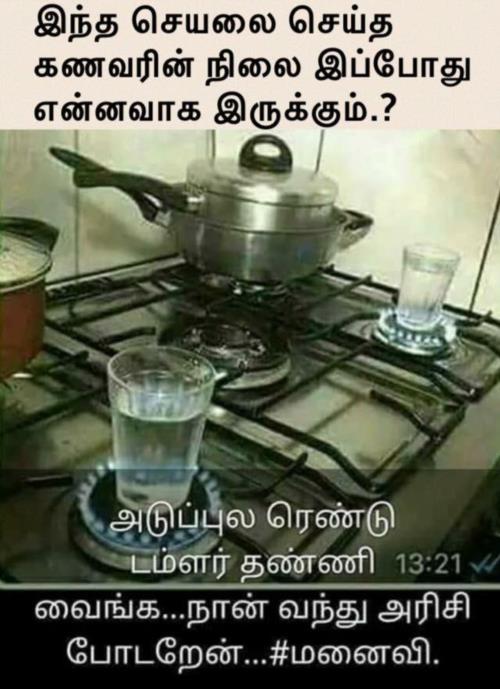 இந்த செயலை செய்த
கணவரின் நிலை இப்போது
என்னவாக இருக்கும்.?
அடுப்புல ரெண்டு
டம்ளர் தண்ணி 13:21
வைங்க...நான் வந்து அரிசி
போடறேன்...#மனைவி.